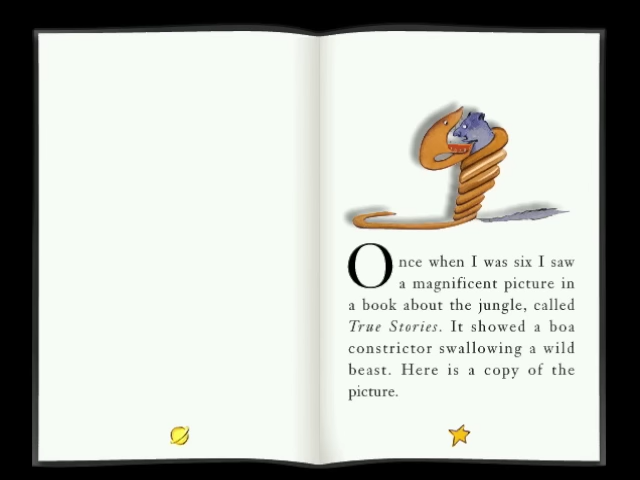 Once when I was six I saw
a magnificent picture in
a book about the jungle, called
True Stories. It showed a boa
constrictor swallowing a wild
beast. Here is a copy of the
picture.